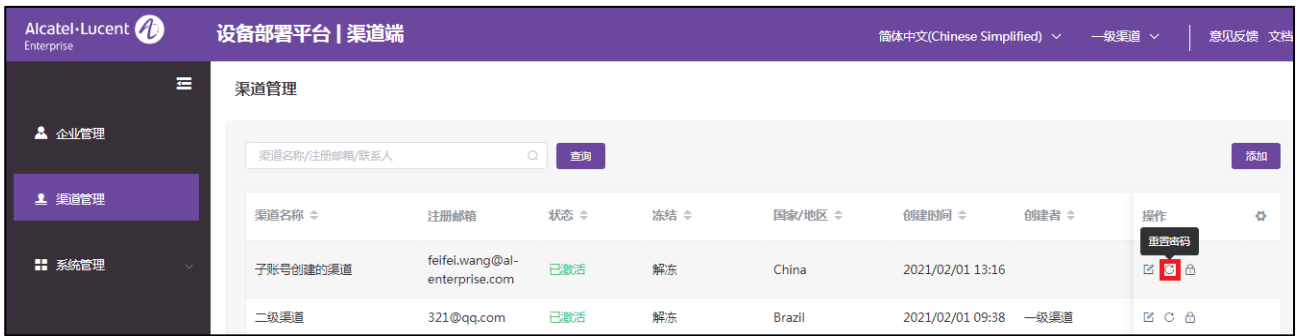 Alcatel·Lucent
Enterprise
设备部署平台 | 渠道端
简体中文(Chinese Simplified)
一级渠道
意见反馈 文档
渠道管理
企业管理
渠道名称/注册邮箱/联系人
查询
添加
渠道管理
渠道名称 注册邮箱 状态 冻结 国家/地区 创建时间 创建者 操作
重置密码
系统管理
子账号创建的渠道 feifei.wang@al-
enterprise.com 已激活 解冻 China 2021/02/01 13:16
二级渠道 321@qq.com 已激活 解冻 Brazil 2021/02/01 09:38 一级渠道